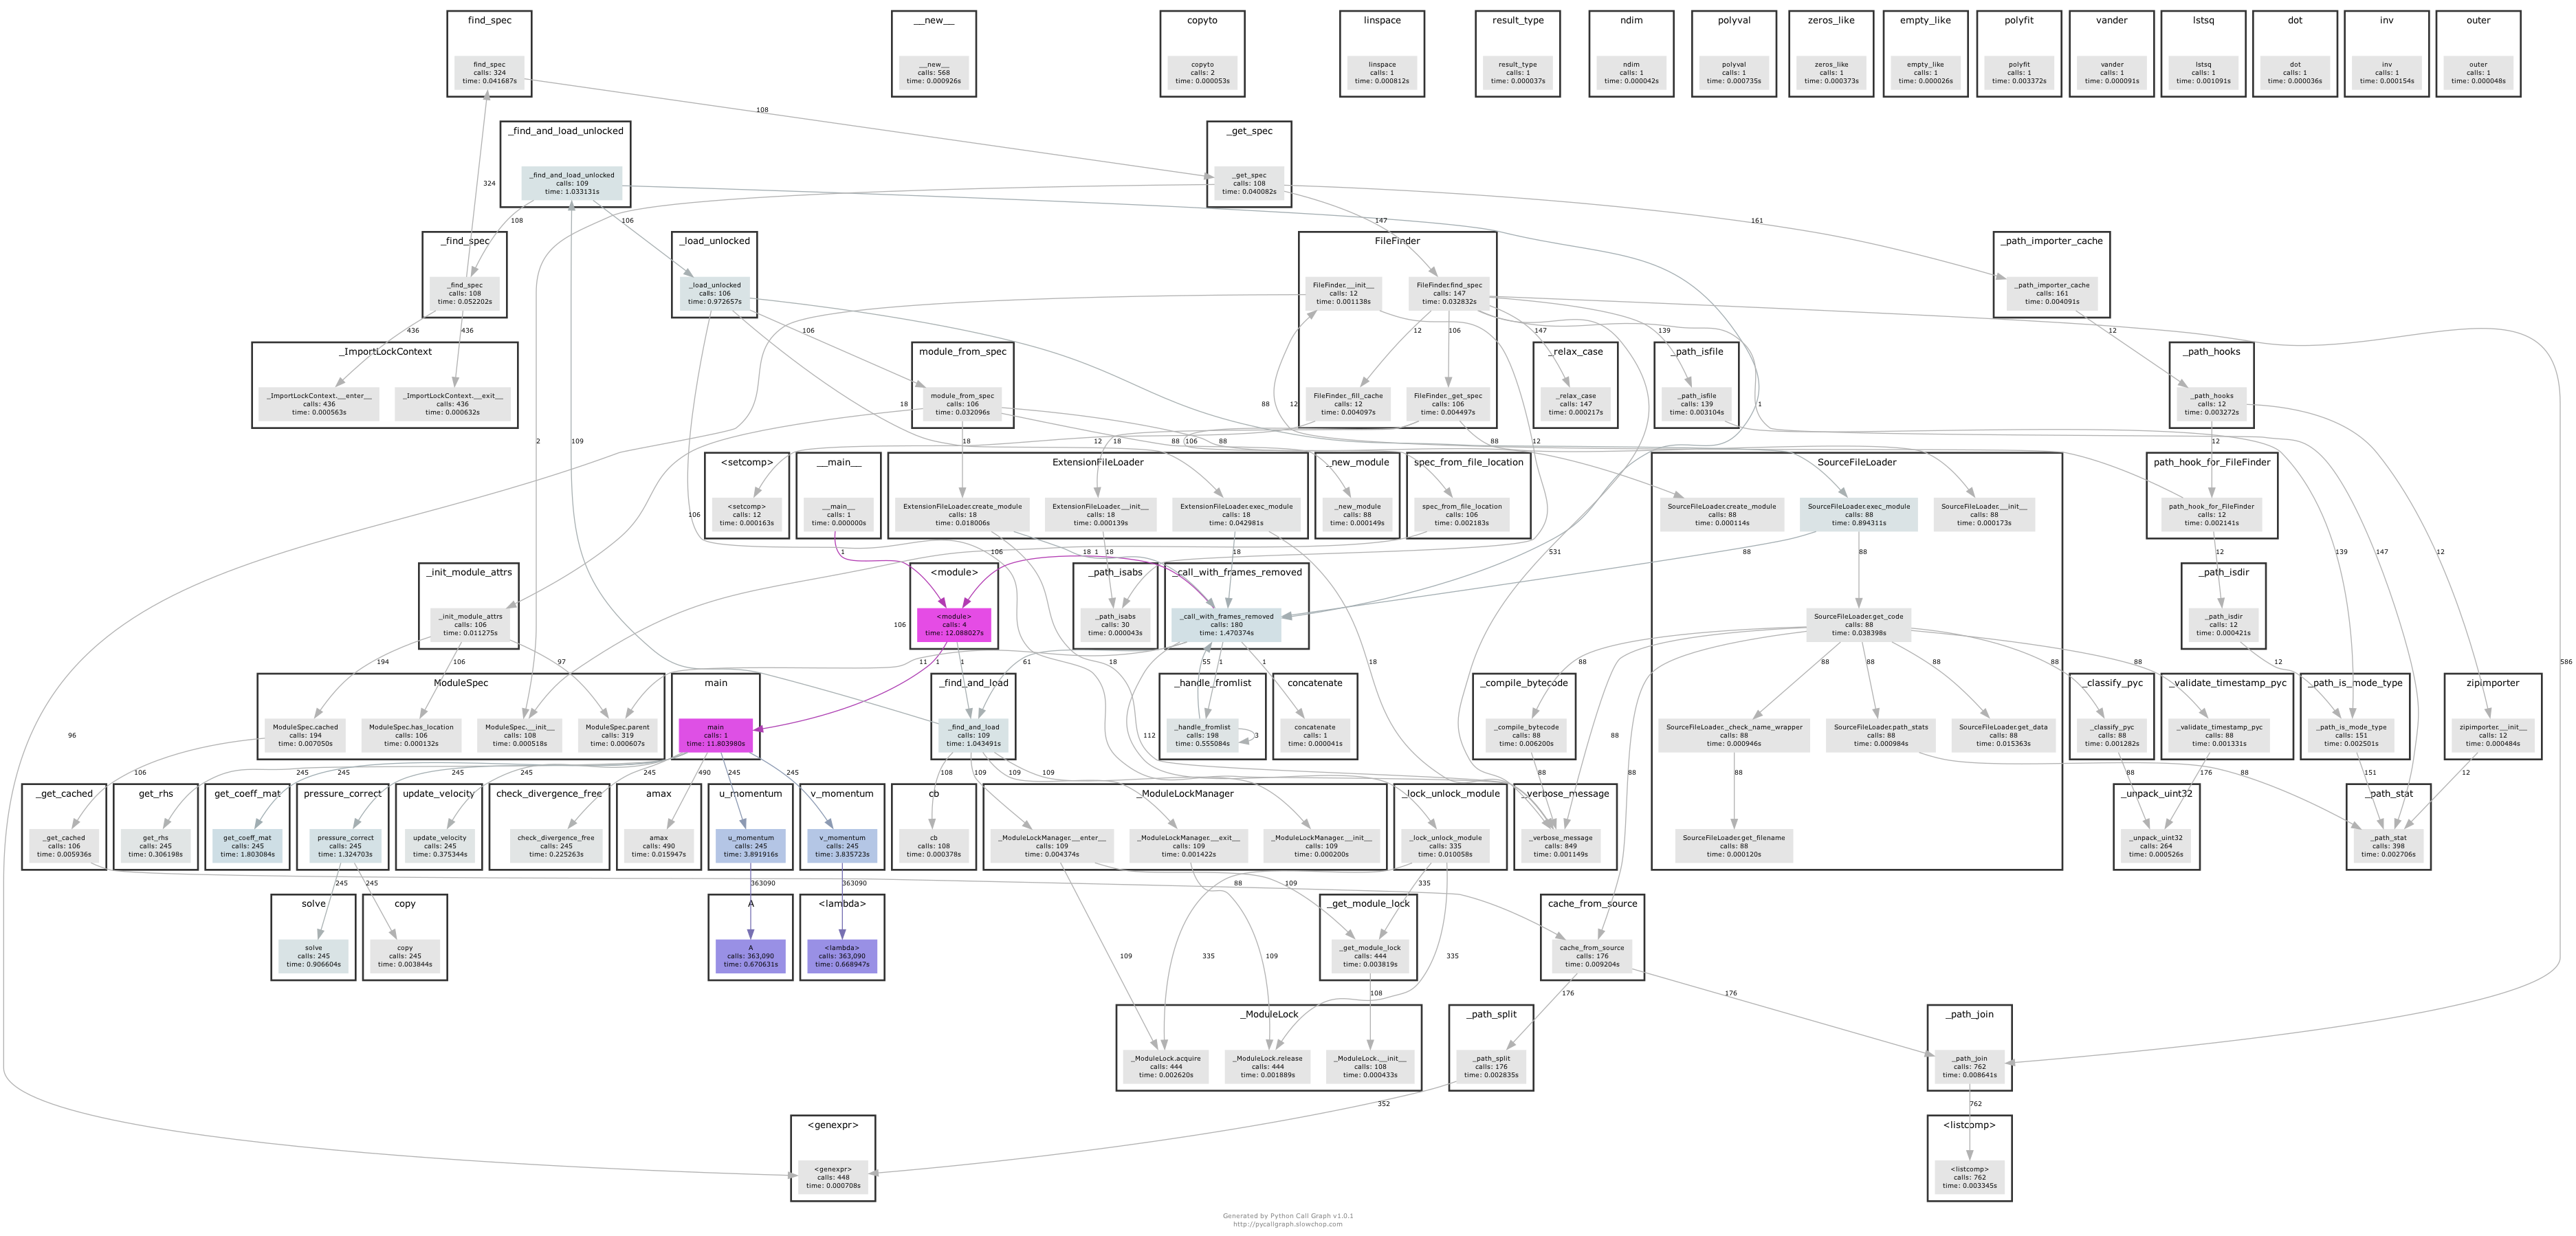 find_spec
__new__
copyto
linspace
result_type
ndim
polyval
zeros_like
empty_like
polyfit
vander
lstsq
dot
inv
outer
find_spec
calls: 324
time: 0.041687s
__new__
calls: 568
time: 0.000926s
copyto
calls: 2
time: 0.000053s
linspace
calls: 1
time: 0.000812s
result_type
calls: 1
time: 0.000037s
ndim
calls: 1
time: 0.000042s
polyval
calls: 1
time: 0.000735s
zeros_like
calls: 1
time: 0.000373s
empty_like
calls: 1
time: 0.000026s
polyfit
calls: 1
time: 0.003372s
vander
calls: 1
time: 0.000091s
lstsq
calls: 1
time: 0.001091s
dot
calls: 1
time: 0.000036s
inv
calls: 1
time: 0.000154s
outer
calls: 1
time: 0.000048s
108
_find_and_load_unlocked
_get_spec
_find_and_load_unlocked
calls: 109
time: 1.033131s
_get_spec
calls: 108
time: 0.040082s
324
108
106
147
161
_find_spec
_load_unlocked
FileFinder
_path_importer_cache
_find_spec
calls: 108
time: 0.052202s
_load_unlocked
calls: 106
time: 0.972657s
FileFinder.__init__
calls: 12
time: 0.001138s
FileFinder.find_spec
calls: 147
time: 0.032832s
_path_importer_cache
calls: 161
time: 0.004091s
436
436
106
12
106
147
139
12
_ImportLockContext
module_from_spec
_relax_case
_path_isfile
_path_hooks
_ImportLockContext.__enter__
calls: 436
time: 0.000563s
_ImportLockContext.__exit__
calls: 436
time: 0.000632s
module_from_spec
calls: 106
time: 0.032096s
FileFinder._fill_cache
calls: 12
time: 0.004097s
FileFinder._get_spec
calls: 106
time: 0.004497s
_relax_case
calls: 147
time: 0.000217s
_path_isfile
calls: 139
time: 0.003104s
_path_hooks
calls: 12
time: 0.003272s
18
88
12
1
2
109
18
12
18
88
106
88
88
12
12
<setcomp>
__main__
ExtensionFileLoader
_new_module
spec_from_file_location
SourceFileLoader
path_hook_for_FileFinder
<setcomp>
calls: 12
time: 0.000163s
__main__
calls: 1
time: 0.000000s
ExtensionFileLoader.create_module
calls: 18
time: 0.018006s
ExtensionFileLoader.__init__
calls: 18
time: 0.000139s
ExtensionFileLoader.exec_module
calls: 18
time: 0.042981s
_new_module
calls: 88
time: 0.000149s
spec_from_file_location
calls: 106
time: 0.002183s
SourceFileLoader.create_module
calls: 88
time: 0.000114s
SourceFileLoader.exec_module
calls: 88
time: 0.894311s
SourceFileLoader.__init__
calls: 88
time: 0.000173s
path_hook_for_FileFinder
calls: 12
time: 0.002141s
106
1
106
18
1
18
18
531
88
88
12
139
147
12
_init_module_attrs
<module>
_path_isabs
_call_with_frames_removed
_path_isdir
_init_module_attrs
calls: 106
time: 0.011275s
<module>
calls: 4
time: 12.088027s
_path_isabs
calls: 30
time: 0.000043s
_call_with_frames_removed
calls: 180
time: 1.470374s
SourceFileLoader.get_code
calls: 88
time: 0.038398s
_path_isdir
calls: 12
time: 0.000421s
106
194
106
97
11
1
1
61
18
55
1
1
18
88
88
88
88
88
88
12
586
ModuleSpec
main
_find_and_load
_handle_fromlist
concatenate
_compile_bytecode
_classify_pyc
_validate_timestamp_pyc
_path_is_mode_type
zipimporter
ModuleSpec.cached
calls: 194
time: 0.007050s
ModuleSpec.has_location
calls: 106
time: 0.000132s
ModuleSpec.__init__
calls: 108
time: 0.000518s
ModuleSpec.parent
calls: 319
time: 0.000607s
main
calls: 1
time: 11.803980s
_find_and_load
calls: 109
time: 1.043491s
_handle_fromlist
calls: 198
time: 0.555084s
3
concatenate
calls: 1
time: 0.000041s
_compile_bytecode
calls: 88
time: 0.006200s
SourceFileLoader._check_name_wrapper
calls: 88
time: 0.000946s
SourceFileLoader.path_stats
calls: 88
time: 0.000984s
SourceFileLoader.get_data
calls: 88
time: 0.015363s
_classify_pyc
calls: 88
time: 0.001282s
_validate_timestamp_pyc
calls: 88
time: 0.001331s
_path_is_mode_type
calls: 151
time: 0.002501s
zipimporter.__init__
calls: 12
time: 0.000484s
96
88
112
106
245
245
245
245
245
490
245
245
108
109
109
109
88
88
88
88
176
88
151
12
_get_cached
get_rhs
get_coeff_mat
pressure_correct
update_velocity
check_divergence_free
amax
u_momentum
v_momentum
cb
_ModuleLockManager
_lock_unlock_module
_verbose_message
_unpack_uint32
_path_stat
_get_cached
calls: 106
time: 0.005936s
get_rhs
calls: 245
time: 0.306198s
get_coeff_mat
calls: 245
time: 1.803084s
pressure_correct
calls: 245
time: 1.324703s
update_velocity
calls: 245
time: 0.375344s
check_divergence_free
calls: 245
time: 0.225263s
amax
calls: 490
time: 0.015947s
u_momentum
calls: 245
time: 3.891916s
v_momentum
calls: 245
time: 3.835723s
cb
calls: 108
time: 0.000378s
_ModuleLockManager.__enter__
calls: 109
time: 0.004374s
_ModuleLockManager.__exit__
calls: 109
time: 0.001422s
_ModuleLockManager.__init__
calls: 109
time: 0.000200s
_lock_unlock_module
calls: 335
time: 0.010058s
_verbose_message
calls: 849
time: 0.001149s
SourceFileLoader.get_filename
calls: 88
time: 0.000120s
_unpack_uint32
calls: 264
time: 0.000526s
_path_stat
calls: 398
time: 0.002706s
245
245
363090
363090
88
109
335
solve
copy
A
<lambda>
_get_module_lock
cache_from_source
solve
calls: 245
time: 0.906604s
copy
calls: 245
time: 0.003844s
A
calls: 363,090
time: 0.670631s
<lambda>
calls: 363,090
time: 0.668947s
_get_module_lock
calls: 444
time: 0.003819s
cache_from_source
calls: 176
time: 0.009204s
109
335
109
335
108
176
176
_ModuleLock
_path_split
_path_join
_ModuleLock.acquire
calls: 444
time: 0.002620s
_ModuleLock.release
calls: 444
time: 0.001889s
_ModuleLock.__init__
calls: 108
time: 0.000433s
_path_split
calls: 176
time: 0.002835s
_path_join
calls: 762
time: 0.008641s
352
762
<genexpr>
<listcomp>
<genexpr>
calls: 448
time: 0.000708s
<listcomp>
calls: 762
time: 0.003345s
Generated by Python Call Graph v1.0.1
http://pycallgraph.slowchop.com